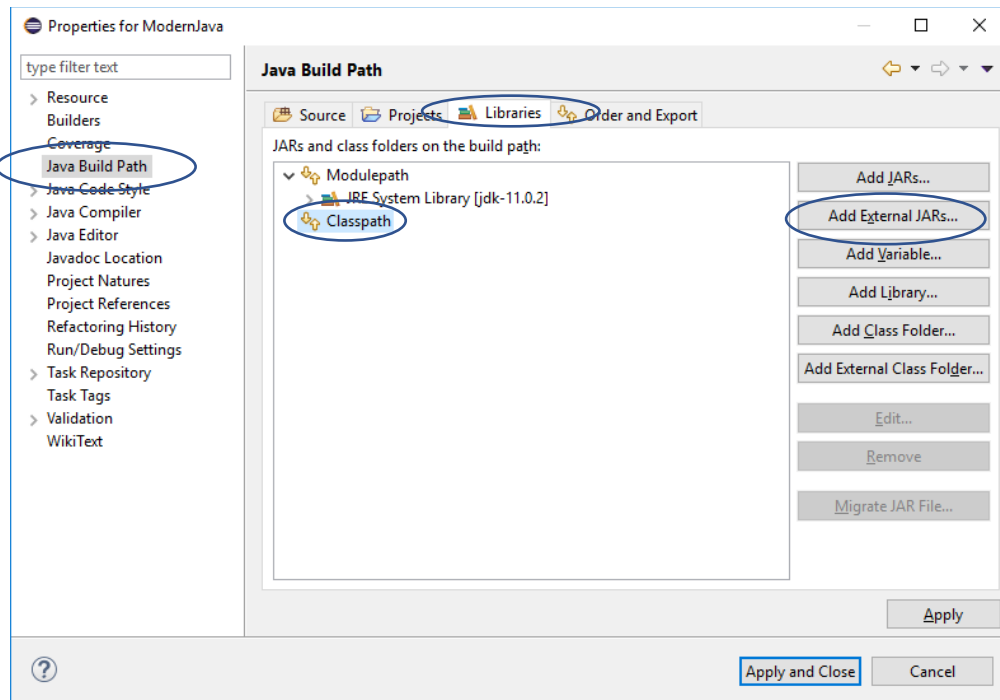 Properties for ModernJava
type filter text
Resource
Builders
Coverage
Java Build Path
Java Code Style
Java Compiler
Java Editor
Javadoc Location
Project Natures
Project References
Refactoring History
Run/Debug Settings
Task Repository
Task Tags
Validation
WikiText
Java Build Path
Source Projects Libraries Order and Export
JARs and class folders on the build path:
Modulepath
JRE System Library [jdk-11.0.2]
Classpath
Add JARs...
Add External JARs...
Add Variable...
Add Library...
Add Class Folder...
Add External Class Folder...
Edit...
Remove
Migrate JAR File...
Apply
?
Apply and Close Cancel